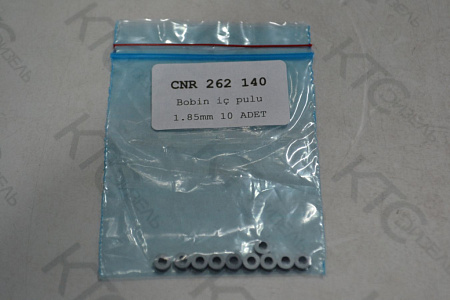 CNR 262 140
Bobin iç pulu
1.85mm 10 ADET